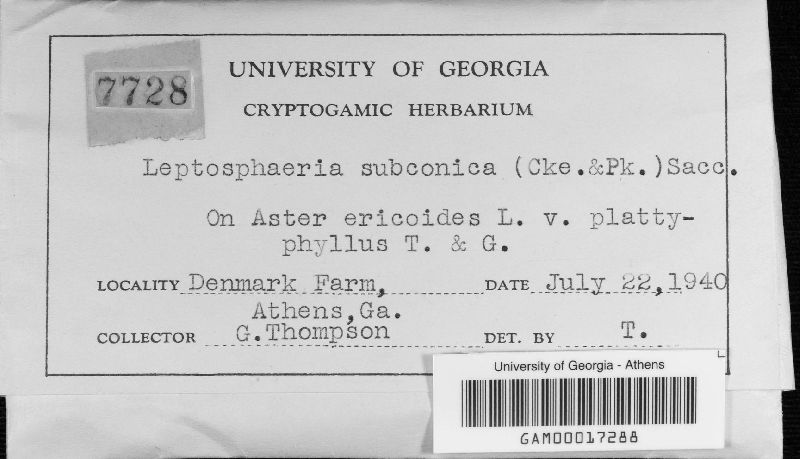 7728
UNIVERSITY OF GEORGIA
CRYPTOGAMIC HERBARIUM
Leptosphaeria subconica (Cke.&Pk.)Sacc.
On Aster ericoides L. v. platty-
phyllus T. & G.
LOCALITY Denmark Farm, DATE July 22,1940
Athens,Ga.
COLLECTOR G.Thompson DET. BY T.
University of Georgia - Athens
GAM00017288